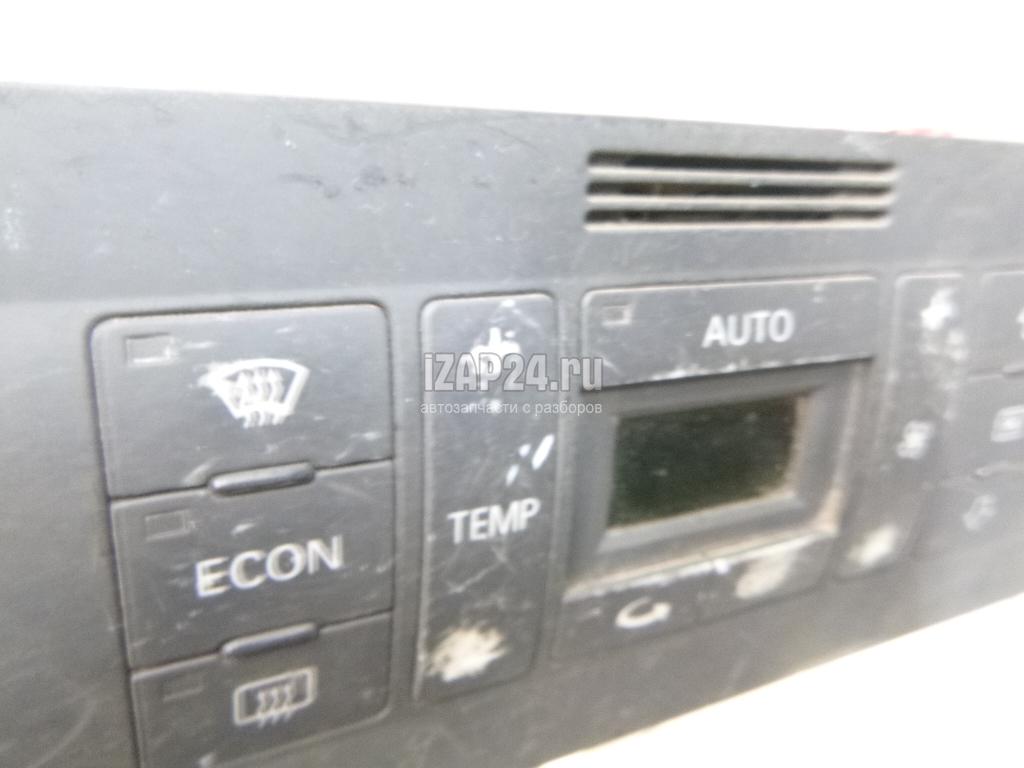 AUTO
iZAP24.ru
автозапчасти с разборов
TEMP
ECON